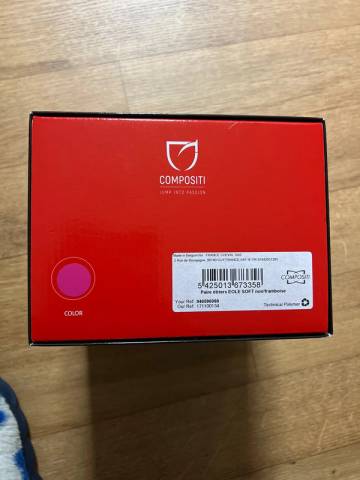 COMPOSITI
JUMP INTO PASSION
COLOR
5 425013 673358
Paire étriers EOLE SOFT noir/framboise
Your Ref.
Our Ref. 171100134
COMPOSITI
Technical Polymer